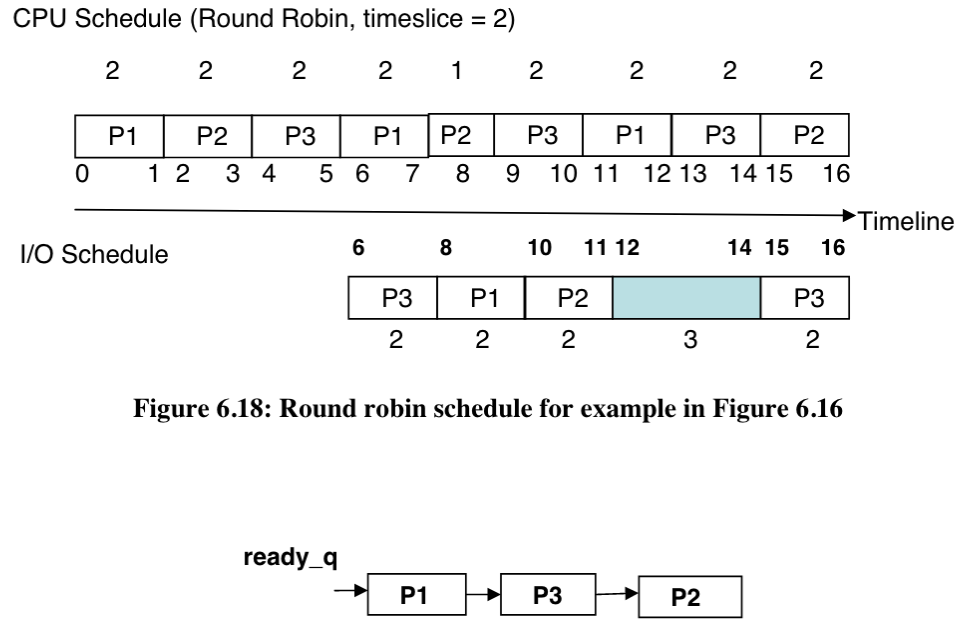 CPU Schedule (Round Robin, timeslice = 2)
2 2 2 2 1 2 2 2 2
P1 P2 P3 P1 P2 P3 P1 P3 P2
0 1 2 3 4 5 6 7 8 9 10 11 12 13 14 15 16
Timeline
I/O Schedule 6 8 10 11 12 14 15 16
P3 P1 P2 P3
2 2 2 3 2
Figure 6.18: Round robin schedule for example in Figure 6.16
ready_q
P1 P3 P2